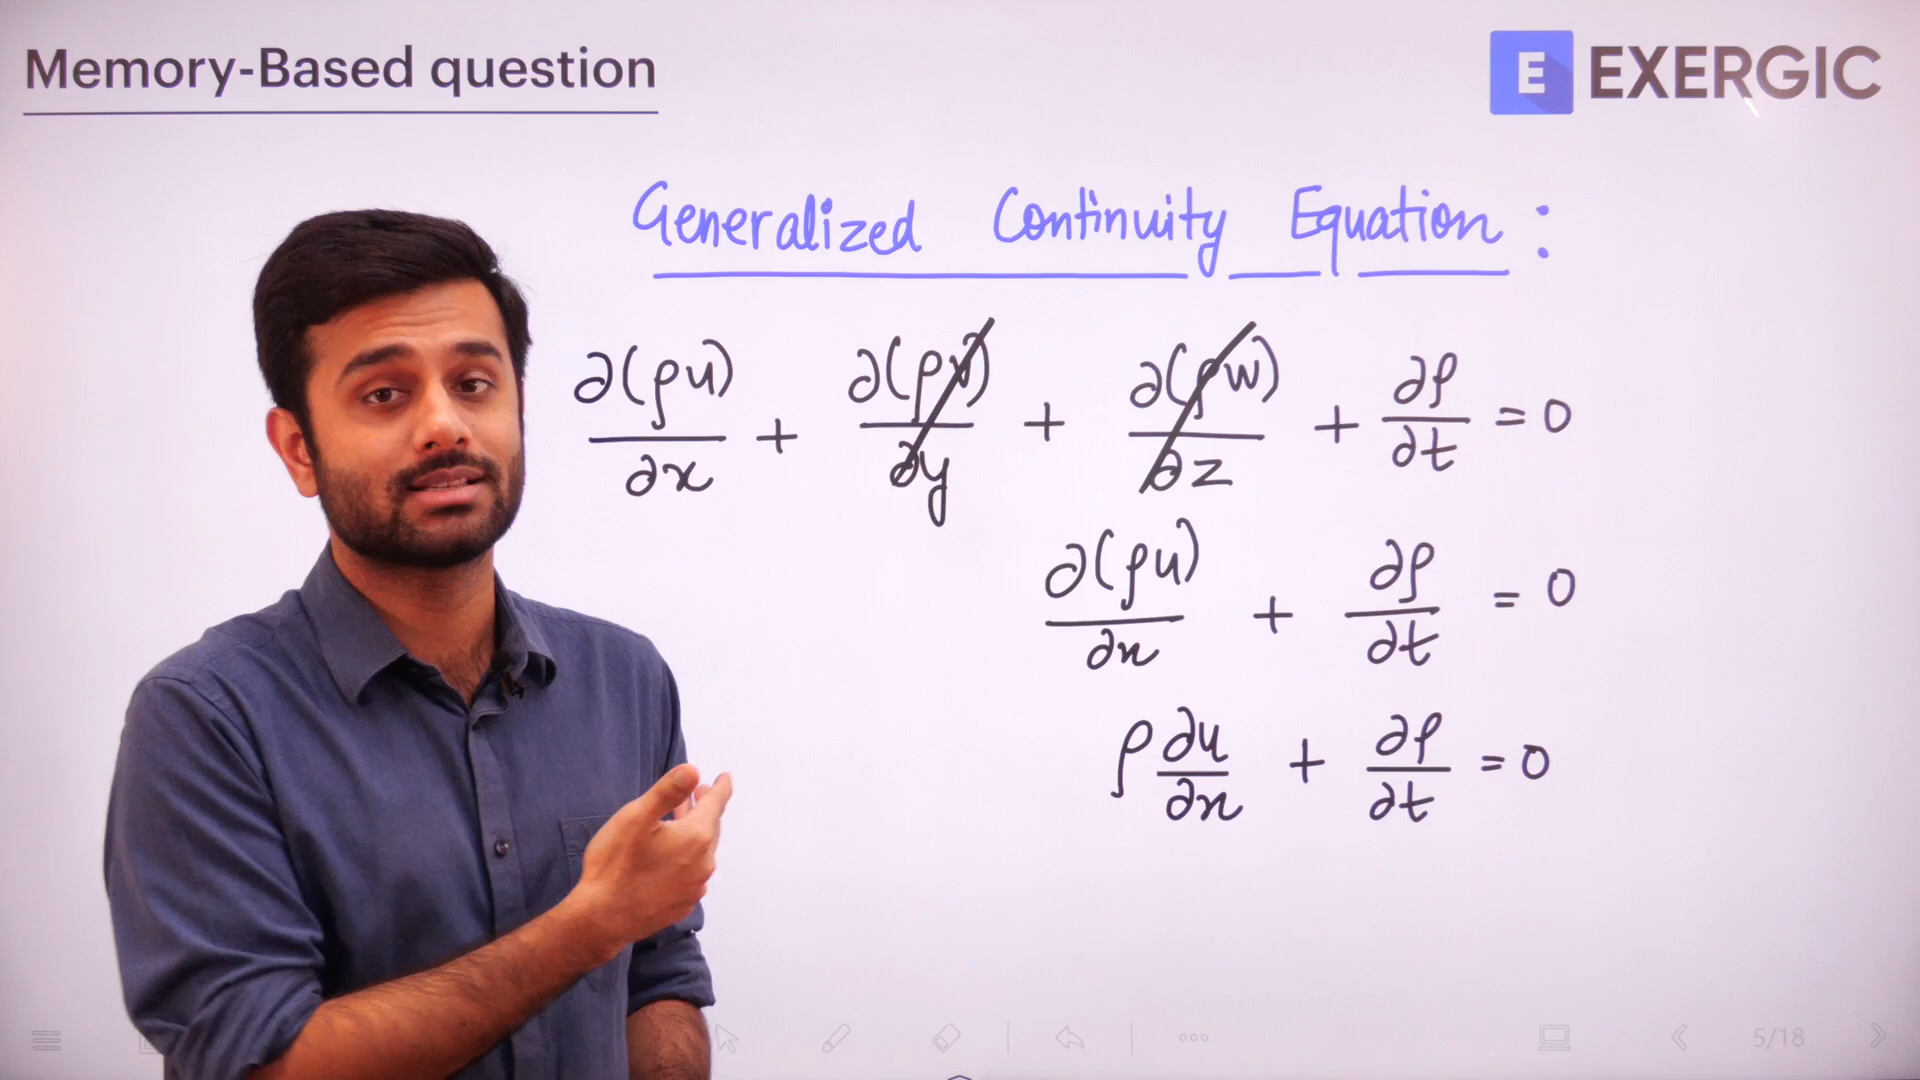 Memory-Based question
E EXERGIC
Generalized Continuity Equation :
∂(ρu)/∂x + ∂(ρv)/∂y + ∂(ρw)/∂z + ∂ρ/∂t = 0
∂(ρu)/∂x + ∂ρ/∂t = 0
ρ ∂u/∂x + ∂ρ/∂t = 0
5/18